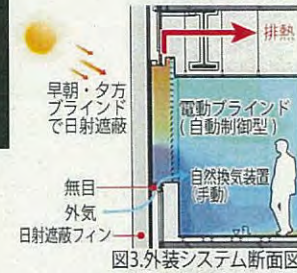 排熱
早朝・夕方
ブラインド
で日射遮蔽
電動ブラインド
(自動制御型)
自然換気装置
(手動)
無目
外気
日射遮蔽フィン
FL
図3.外装システム断面図